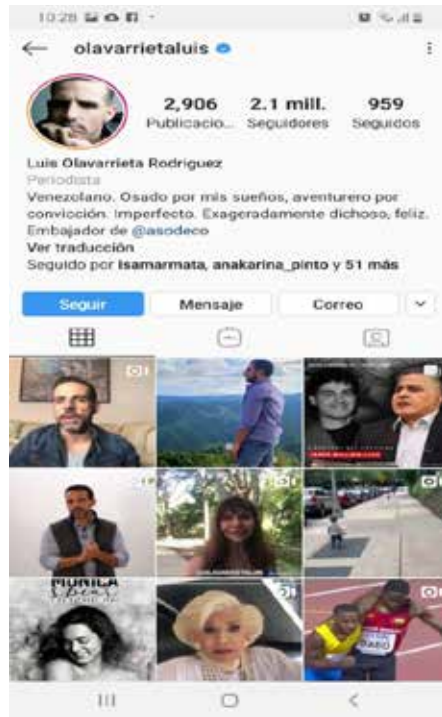 10:28
olavarrietaluis
2,906 2.1 mill. 959
Publicacio... Seguidores Seguidos
Luis Olavarrieta Rodriguez
Periodista
Venezolano. Osado por mis sueños, aventurero por
convicción. Imperfecto. Exageradamente dichoso, feliz.
Embajador de @asodeco
Ver traducción
Seguido por isamarmata, anakarina_pinto y 51 más
Seguir Mensaje Correo
MONICA